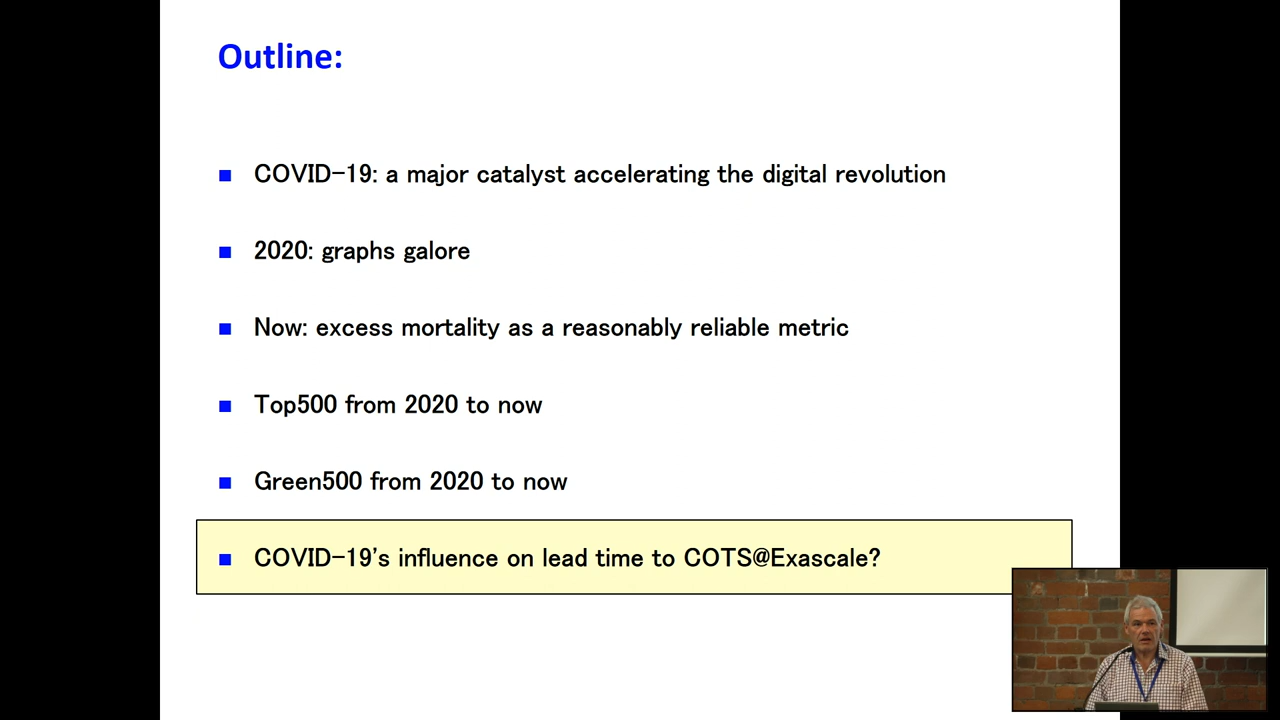 Outline:
COVID-19: a major catalyst accelerating the digital revolution
2020: graphs galore
Now: excess mortality as a reasonably reliable metric
Top500 from 2020 to now
Green500 from 2020 to now
COVID-19's influence on lead time to COTS@Exascale?